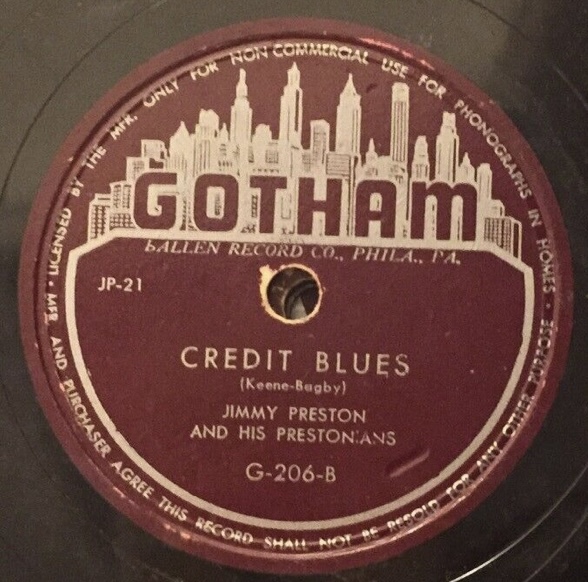 LICENSED BY THE MFR. ONLY FOR NON COMMERCIAL USE FOR PHONOGRAPHS IN HOMES •
GOTHAM
BALLEN RECORD CO., PHILA., PA.
JP-21
CREDIT BLUES
(Keene-Bagby)
JIMMY PRESTON
AND HIS PRESTONIANS
G-206-B
• MFR. AND PURCHASER AGREE THIS RECORD SHALL NOT BE RESOLD FOR ANY OTHER PURPOSE